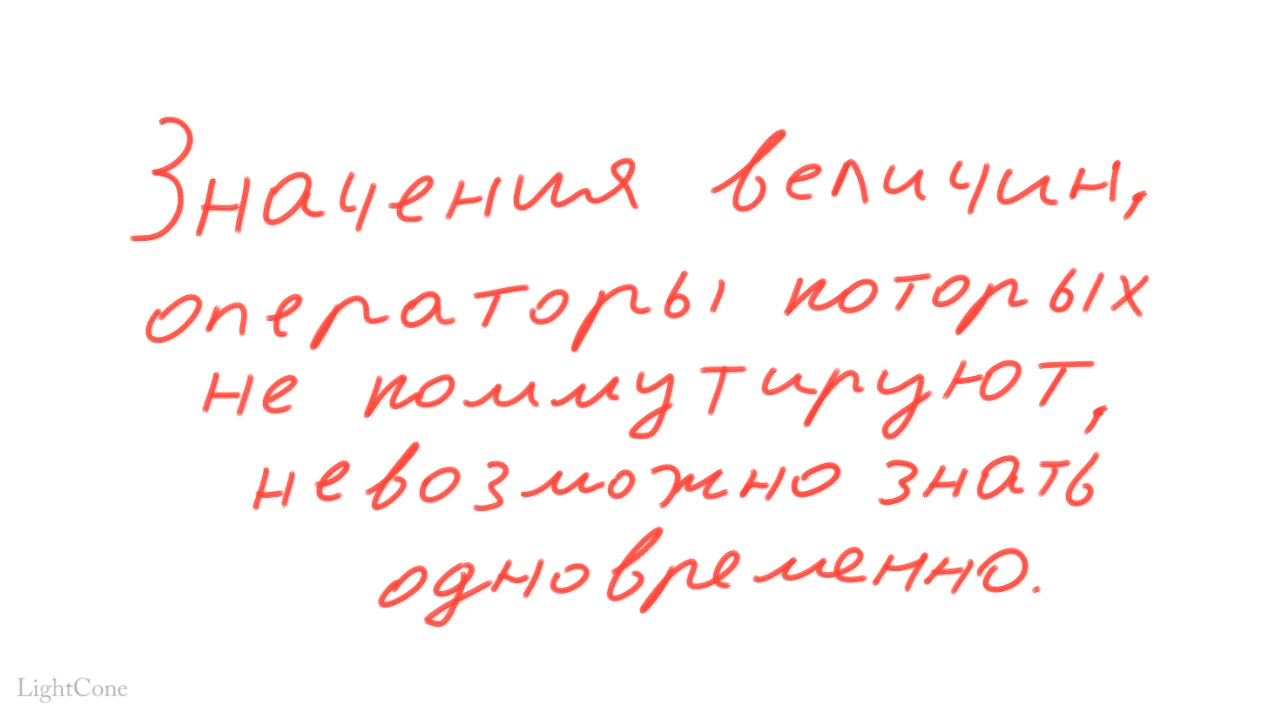 Значения величин,
операторы которых
не коммутируют,
невозможно знать
одновременно.
LightCone